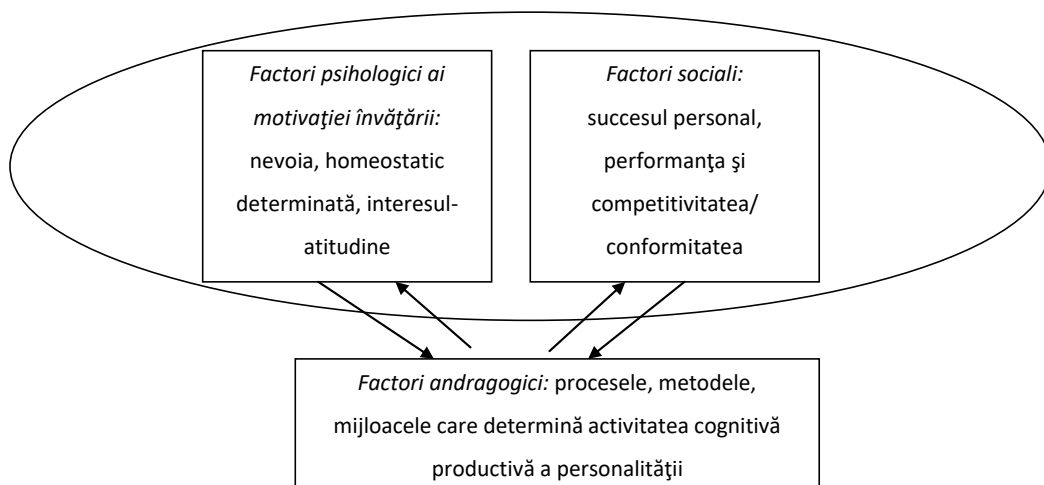 Factori psihologici ai
motivaţiei învăţării:
nevoia, homeostatic
determinată, interesul-
atitudine
Factori sociali:
succesul personal,
performanţa şi
competitivitatea/
conformitatea
Factori andragogici: procesele, metodele,
mijloacele care determină activitatea cognitivă
productivă a personalităţii